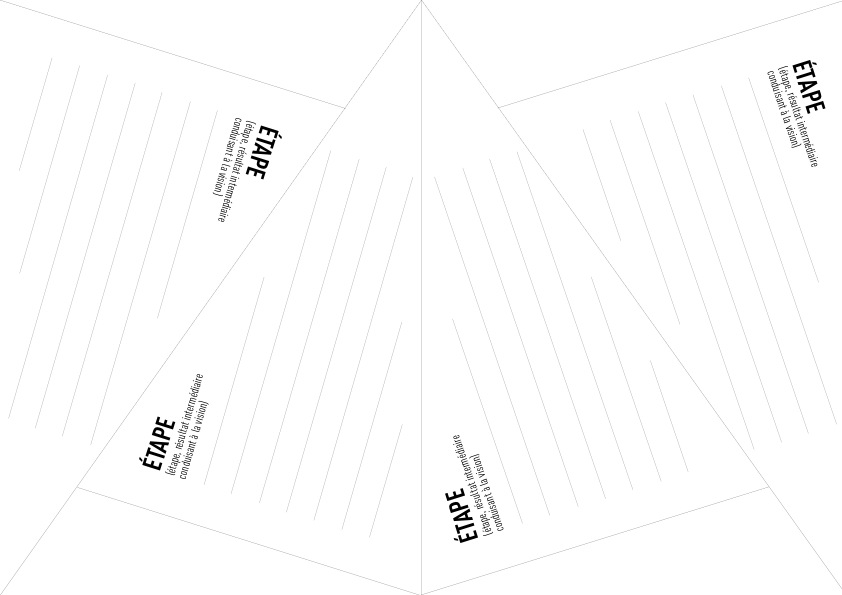 ÉTAPE
(étape, résultat intermédiaire
conduisant à la vision)
ÉTAPE
(étape, résultat intermédiaire
conduisant à la vision)
ÉTAPE
(étape, résultat intermédiaire
conduisant à la vision)
ÉTAPE
(étape, résultat intermédiaire
conduisant à la vision)